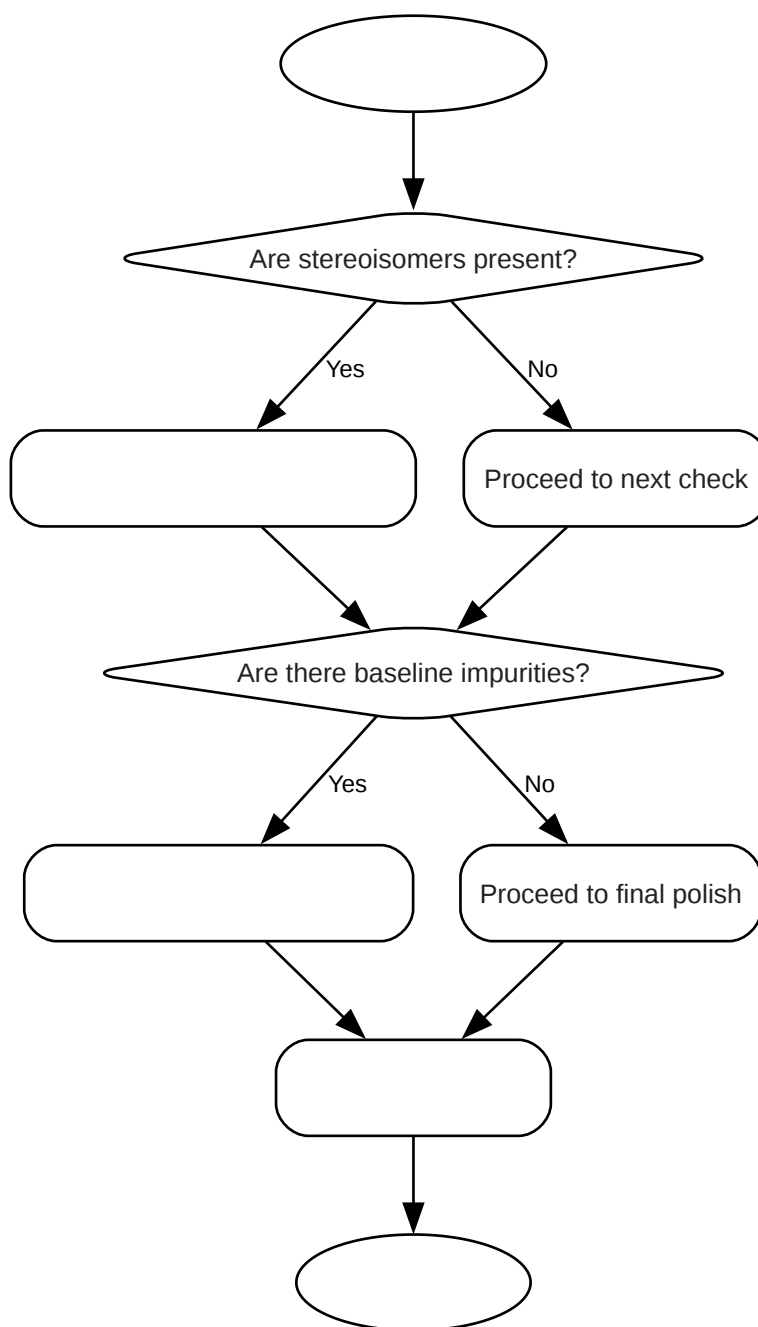 Are stereoisomers present?
Yes
No
Proceed to next check
Are there baseline impurities?
Yes
No
Proceed to final polish